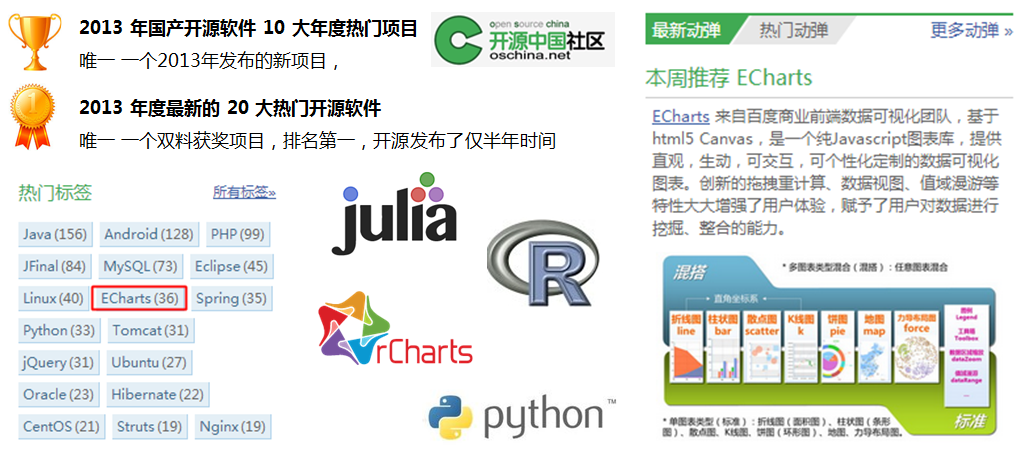 2013 年国产开源软件 10 大年度热门项目
唯一 一个2013年发布的新项目，
open source china
开源中国社区
oschina.net
2013 年度最新的 20 大热门开源软件
唯一 一个双料获奖项目，排名第一，开源发布了仅半年时间
1
热门标签 所有标签»
Java (156) Android (128) PHP (99)
JFinal (84) MySQL (73) Eclipse (45)
Linux (40) ECharts (36) Spring (35)
Python (33) Tomcat (31)
jQuery (31) Ubuntu (27)
Oracle (23) Hibernate (22)
CentOS (21) Struts (19) Nginx (19)
julia
R
rCharts
python™
最新动弹 热门动弹 更多动弹 »
本周推荐 ECharts
ECharts 来自百度商业前端数据可视化团队，基于
html5 Canvas，是一个纯Javascript图表库，提供
直观，生动，可交互，可个性化定制的数据可视化
图表。创新的拖拽重计算、数据视图、值域漫游等
特性大大增强了用户体验，赋予了用户对数据进行
挖掘、整合的能力。
混搭 * 多图表类型混合（混搭）：任意图表混合
直角坐标系
折线图 柱状图 散点图 K线图 饼图 地图 力导布局图
line bar scatter k pie map force
图例
Legend
工具箱
Toolbox
数据区域缩放
dataZoom
值域漫游
dataRange
...
* 单图表类型（标准）：折线图（面积图）、柱状图（条形
图）、散点图、K线图、饼图（环形图）、地图、力导布局图。
标准